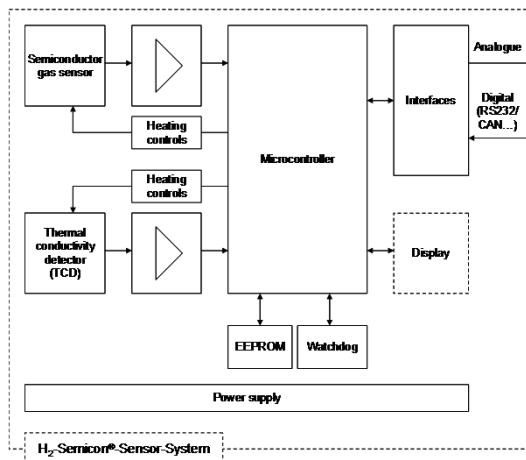 Semiconductor
gas sensor
Heating
controls
Heating
controls
Thermal
conductivity
detector
(TCD)
Microcontroller
Interfaces
Analogue
Digital
(RS232/
CAN...)
Display
EEPROM
Watchdog
Power supply
H₂-Semicon®-Sensor-System